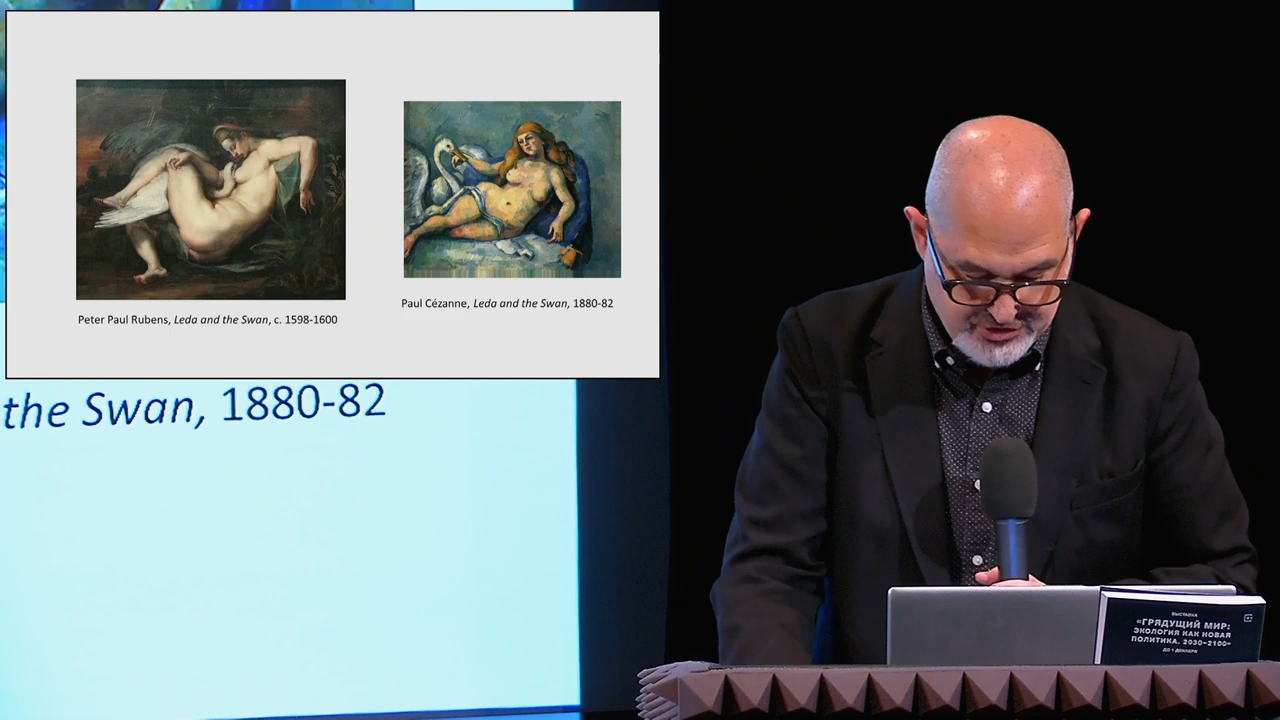 Peter Paul Rubens, Leda and the Swan, c. 1598-1600
Paul Cézanne, Leda and the Swan, 1880-82
the Swan, 1880-82
ВЫСТАВКА
«ГРЯДУЩИЙ МИР:
ЭКОЛОГИЯ КАК НОВАЯ
ПОЛИТИКА. 2030–2100»
ДО 1 ДЕКАБРЯ